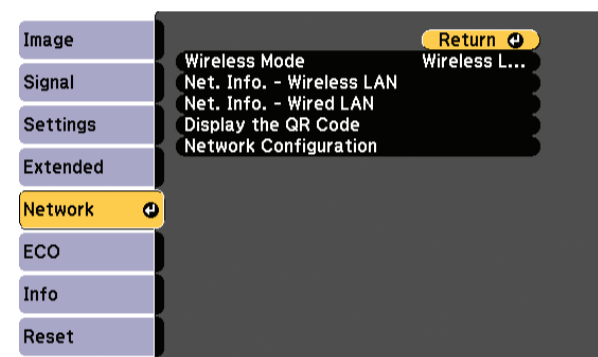 Image
Signal
Settings
Extended
Network
ECO
Info
Reset
Return
Wireless Mode Wireless L...
Net. Info. - Wireless LAN
Net. Info. - Wired LAN
Display the QR Code
Network Configuration